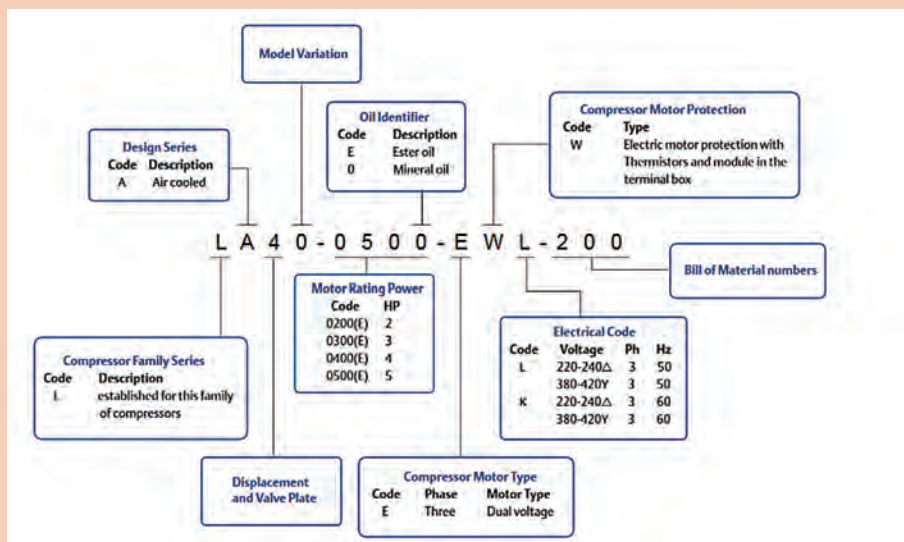 Model Variation
Oil Identifier
Code Description
E Ester oil
0 Mineral oil
Compressor Motor Protection
Code Type
W Electric motor protection with
Thermistors and module in the
terminal box
Design Series
Code Description
A Air cooled
L A 4 0 - 0 5 0 0 - E W L - 2 0 0
Bill of Material numbers
Motor Rating Power
Code HP
0200(E) 2
0300(E) 3
0400(E) 4
0500(E) 5
Electrical Code
Code Voltage Ph Hz
L 220-240△ 3 50
380-420Y 3 50
K 220-240△ 3 60
380-420Y 3 60
Compressor Family Series
Code Description
L established for this family
of compressors
Displacement
and Valve Plate
Compressor Motor Type
Code Phase Motor Type
E Three Dual voltage